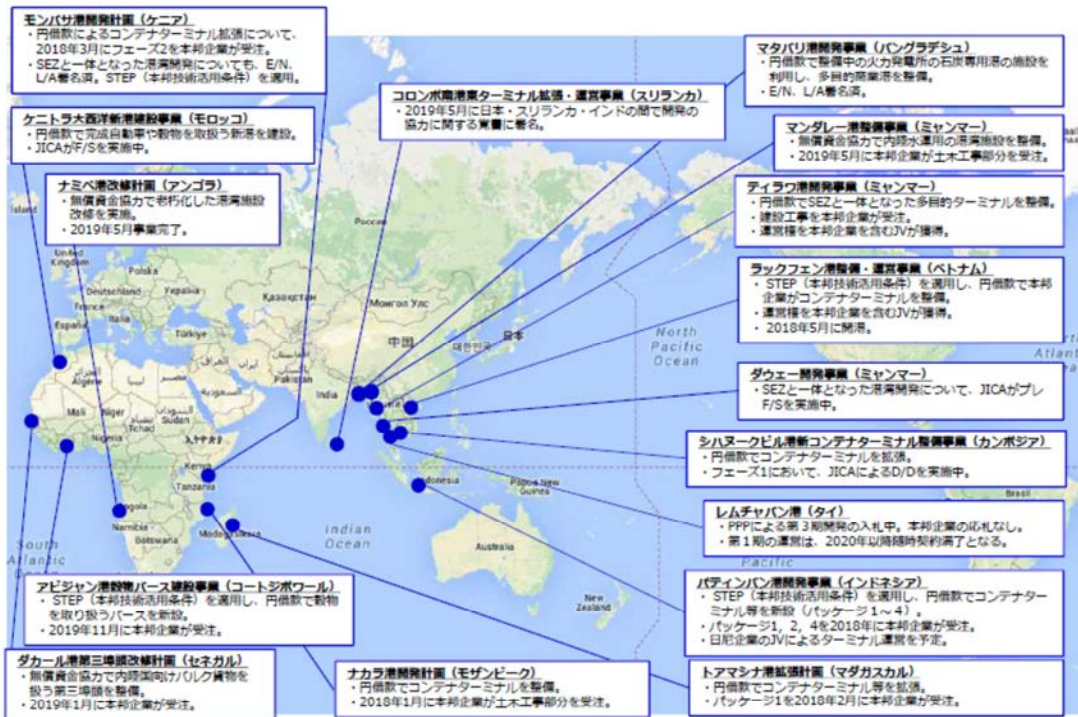 モンバサ港開発計画（ケニア）
・円借款によるコンテナターミナル拡張について、
2018年3月にフェーズ2を本邦企業が受注。
・SEZと一体となった港湾開発についても、E/N、
L/A署名済。STEP（本邦技術活用条件）を適用。
ケニトラ大西洋新港建設事業（モロッコ）
・円借款で完成自動車や穀物を取扱う新港を建設。
・JICAがF/Sを実施中。
ナミベ港改修計画（アンゴラ）
・無償資金協力で老朽化した港湾施設
改修を実施。
・2019年5月事業完了。
コロンボ南港東ターミナル拡張・運営事業（スリランカ）
・2019年5月に日本・スリランカ・インドの間で開発の
協力に関する覚書に署名。
マタバリ港開発事業（バングラデシュ）
・円借款で整備中の火力発電所の石炭専用港の施設を
利用し、多目的商業港を整備。
・E/N、L/A署名済。
マンダレー港整備事業（ミャンマー）
・無償資金協力で内陸水運用の港湾施設を整備。
・2019年5月に本邦企業が土木工事部分を受注。
ティラワ港開発事業（ミャンマー）
・円借款でSEZと一体となった多目的ターミナルを整備。
・建設工事を本邦企業が受注。
・運営権を本邦企業を含むJVが獲得。
ラックフェン港整備・運営事業（ベトナム）
・STEP（本邦技術活用条件）を適用し、円借款で本邦
企業がコンテナターミナルを整備。
・運営権を本邦企業を含むJVが獲得。
・2018年5月に開港。
ダウェー開発事業（ミャンマー）
・SEZと一体となった港湾開発について、JICAがプレ
F/Sを実施中。
シハヌークビル港新コンテナターミナル整備事業（カンボジア）
・円借款でコンテナターミナルを拡張。
・フェーズ1において、JICAによるD/Dを実施中。
レムチャバン港（タイ）
・PPPによる第3期開発の入札中。本邦企業の応札なし。
・第1期の運営は、2020年以降随時契約満了となる。
パティンバン港開発事業（インドネシア）
・STEP（本邦技術活用条件）を適用し、円借款でコンテナター
ミナル等を新設（パッケージ1～4）。
・パッケージ1，2，4を2018年に本邦企業が受注。
・日尼企業のJVによるターミナル運営を予定。
トアマシナ港拡張計画（マダガスカル）
・円借款でコンテナターミナル等を拡張。
・パッケージ1を2018年2月に本邦企業が受注。
アビジャン港穀物バース建設事業（コートジボワール）
・STEP（本邦技術活用条件）を適用し、円借款で穀物
を取り扱うバースを新設。
・2019年11月に本邦企業が受注。
ダカール港第三埠頭改修計画（セネガル）
・無償資金協力で内陸国向けバルク貨物を
扱う第三埠頭を整備。
・2019年1月に本邦企業が受注。
ナカラ港開発計画（モザンビーク）
・円借款でコンテナターミナルを整備。
・2018年1月に本邦企業が土木工事部分を受注。
Россия
United
Kingdom
Polska
Deutschland
Україна
France
Italia
España
Türkiye
Қазақстан
Монгол Улс
中国
대한민국
日本
Pakistan
India
Mali
Niger
Tchad
Sudan
Nigeria
Kenya
Tanzania
Angola
Namibia
Botswana
Madagasikara
Indonesia
Papua New
Guinea
Australia
New
Zealand
Indian
Ocean
North
Pacific
Ocean
South
Atlantic
Brasil